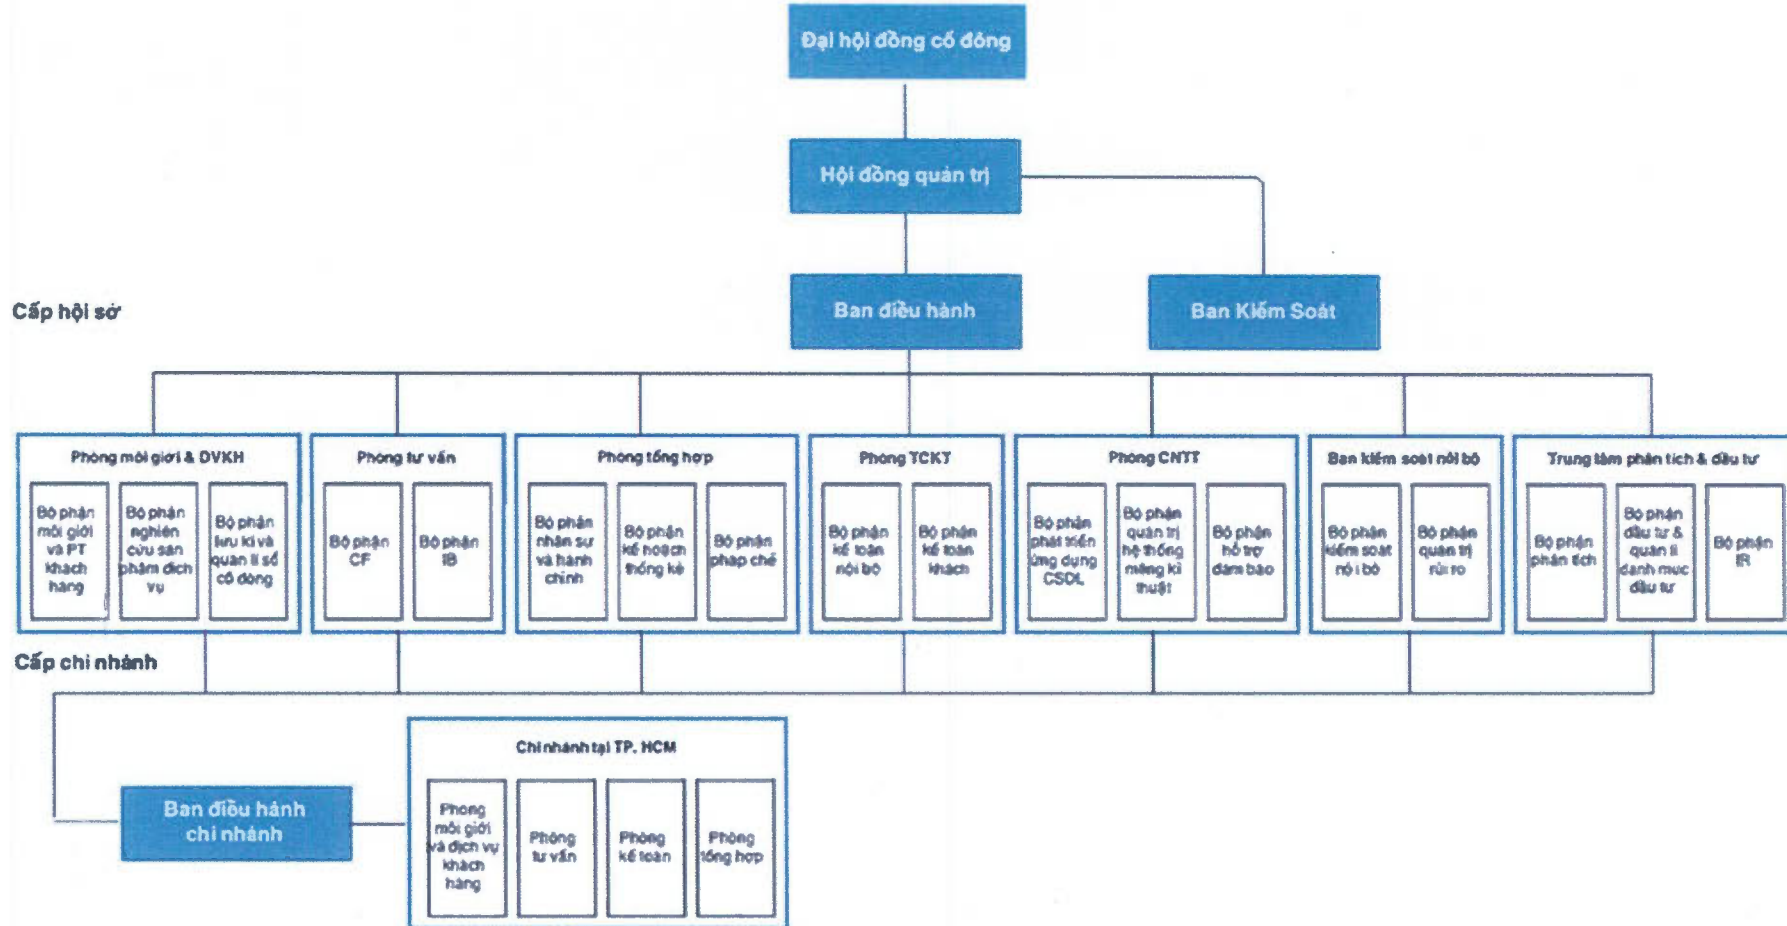 Đại hội đồng cổ đông
Hội đồng quản trị
Cấp hội sở
Ban điều hành
Ban Kiểm Soát
Phòng môi giới & DVKH
Bộ phận
môi giới
và PT
khách
hàng
Bộ phận
nghiên
cứu sản
phẩm dịch
vụ
Bộ phận
lưu kí và
quản lí sổ
cổ đông
Phòng tư vấn
Bộ phận
CF
Bộ phận
IB
Phòng tổng hợp
Bộ phận
nhân sự
và hành
chính
Bộ phận
kế hoạch
thống kê
Bộ phận
pháp chế
Phòng TCKT
Bộ phận
kế toán
nội bộ
Bộ phận
kế toán
khách
Phòng CNTT
Bộ phận
phát triển
ứng dụng
CSDL
Bộ phận
quản trị
hệ thống
mêng kĩ
thuật
Bộ phận
hỗ trợ
đảm bảo
Ban kiểm soát nôi bô
Bộ phận
kiểm soát
nội bộ
Bộ phận
quản trị
rủi ro
Trung tâm phân tích & đầu tư
Bộ phận
phân tích
Bộ phận
đầu tư &
quản lí
danh mục
đầu tư
Bộ phận
IR
Cấp chi nhánh
Ban điều hành
chi nhánh
Chi nhánh tại TP. HCM
Phòng
môi giới
và dịch vụ
khách
hàng
Phòng
tư vấn
Phòng
kế toán
Phòng
tổng hợp